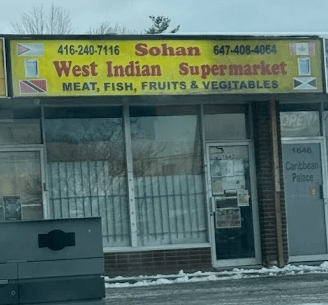 416-240-7116 Sohan 647-408-4064
West Indian Supermarket
MEAT, FISH, FRUITS & VEGITABLES
OPEN
1646
Caribbean
Palace